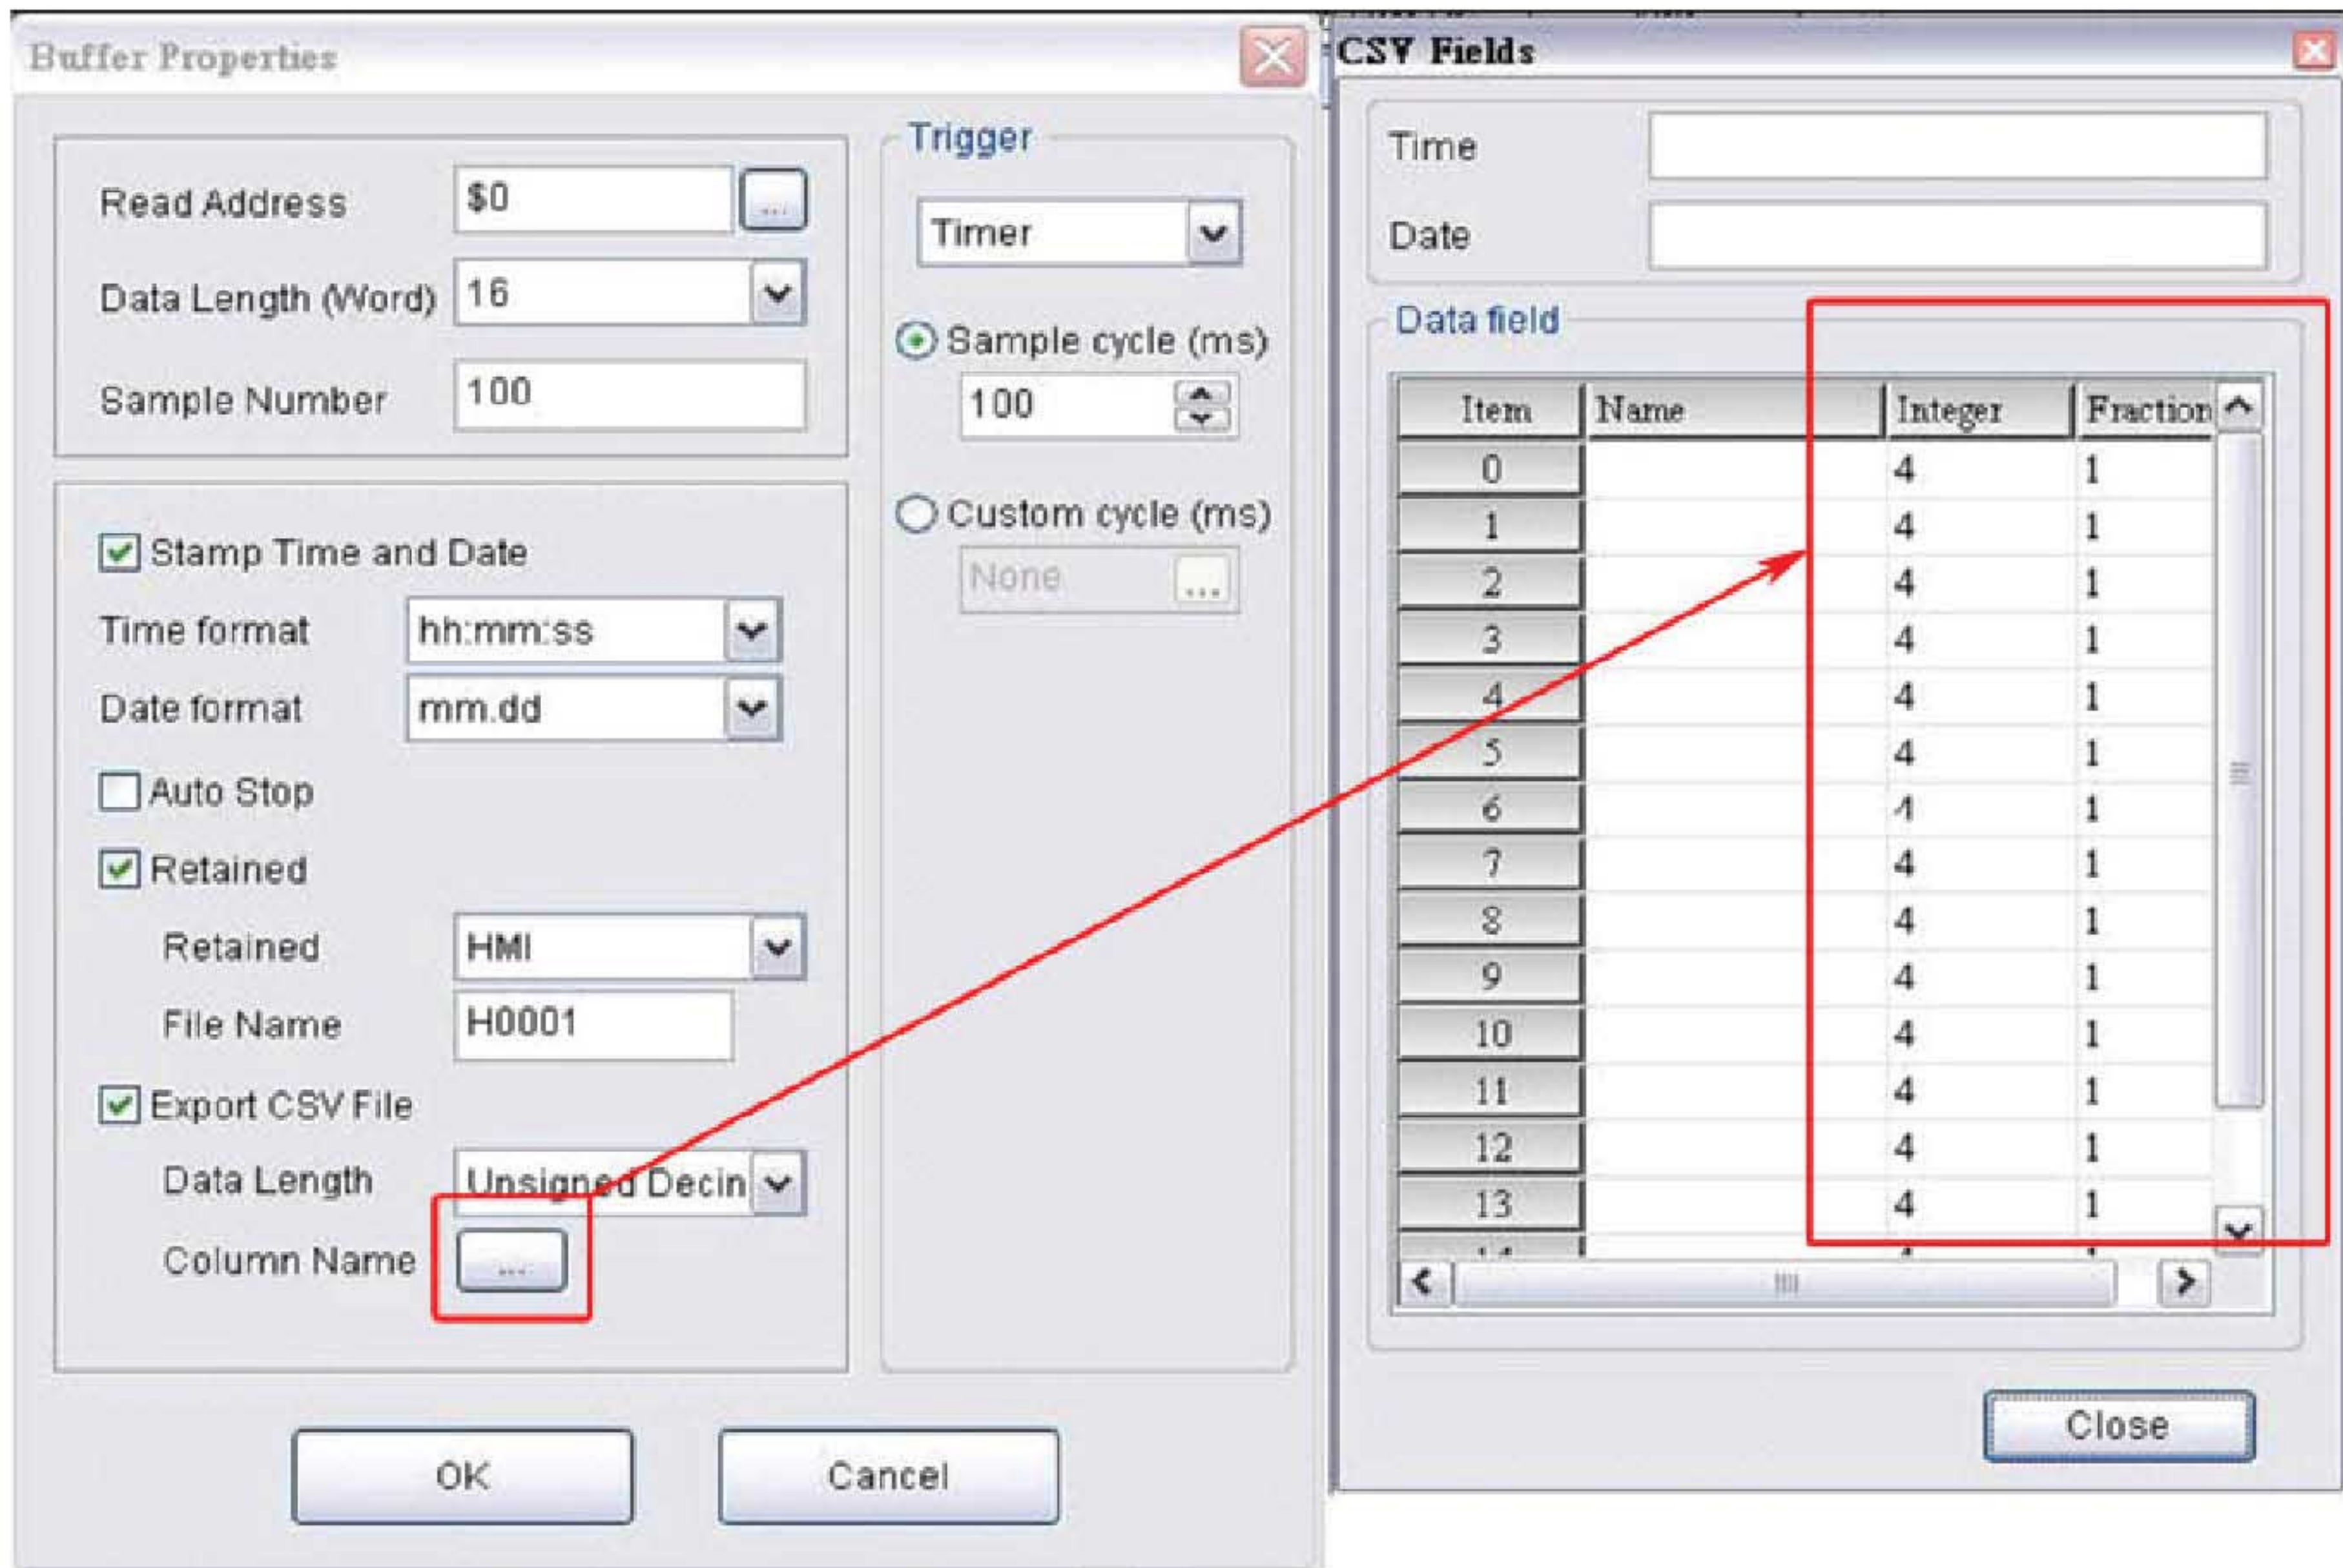 Buffer Properties
Read Address $0 ...
Data Length (Word) 16
Sample Number 100
Stamp Time and Date
Time format hh:mm:ss
Date format mm.dd
Auto Stop
Retained
Retained HMI
File Name H0001
Export CSV File
Data Length Unsigned Decin
Column Name ...
Trigger
Timer
Sample cycle (ms)
100
Custom cycle (ms)
None ...
OK Cancel
CSV Fields
Time
Date
Data field
Item Name Integer Fraction
0 4 1
1 4 1
2 4 1
3 4 1
4 4 1
5 4 1
6 4 1
7 4 1
8 4 1
9 4 1
10 4 1
11 4 1
12 4 1
13 4 1
Close